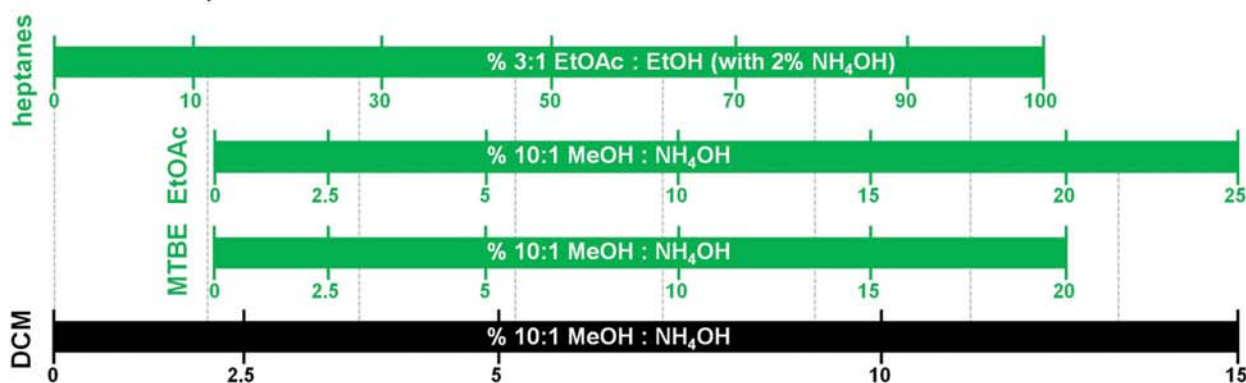 heptanes
% 3:1 EtOAc : EtOH (with 2% NH₄OH)
0 10 30 50 70 90 100
EtOAc
% 10:1 MeOH : NH₄OH
0 2.5 5 10 15 20 25
MTBE
% 10:1 MeOH : NH₄OH
0 2.5 5 10 15 20
DCM
% 10:1 MeOH : NH₄OH
0 2.5 5 10 15